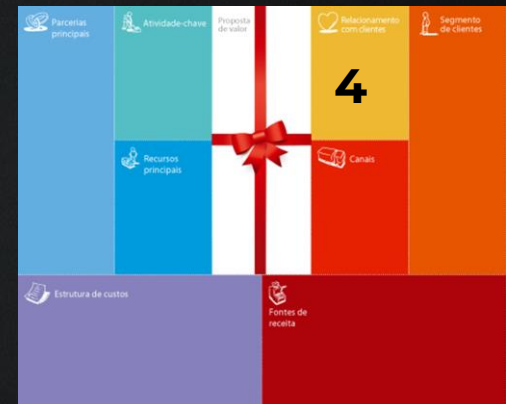 Parcerias
principais
Atividade-chave
Proposta
de valor
Relacionamento
com clientes
4
Segmento
de clientes
Recursos
principais
Canais
Estrutura de custos
Fontes de
receita